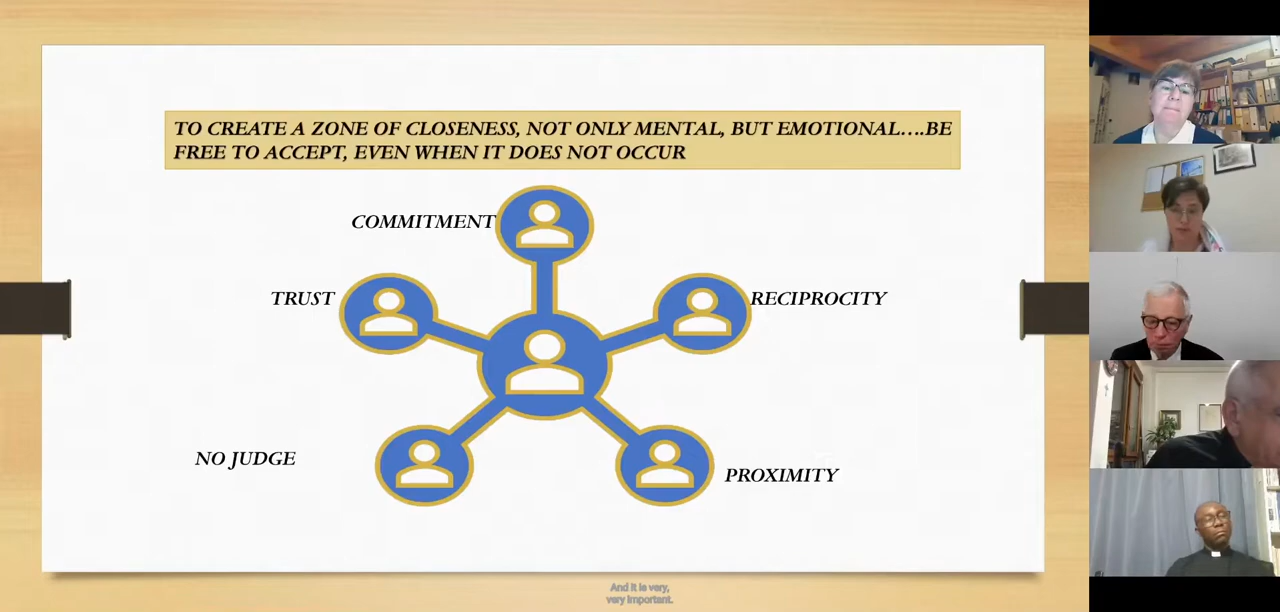 TO CREATE A ZONE OF CLOSENESS, NOT ONLY MENTAL, BUT EMOTIONAL....BE
FREE TO ACCEPT, EVEN WHEN IT DOES NOT OCCUR
COMMITMENT
TRUST
RECIPROCITY
NO JUDGE
PROXIMITY
And it is very,
very important.